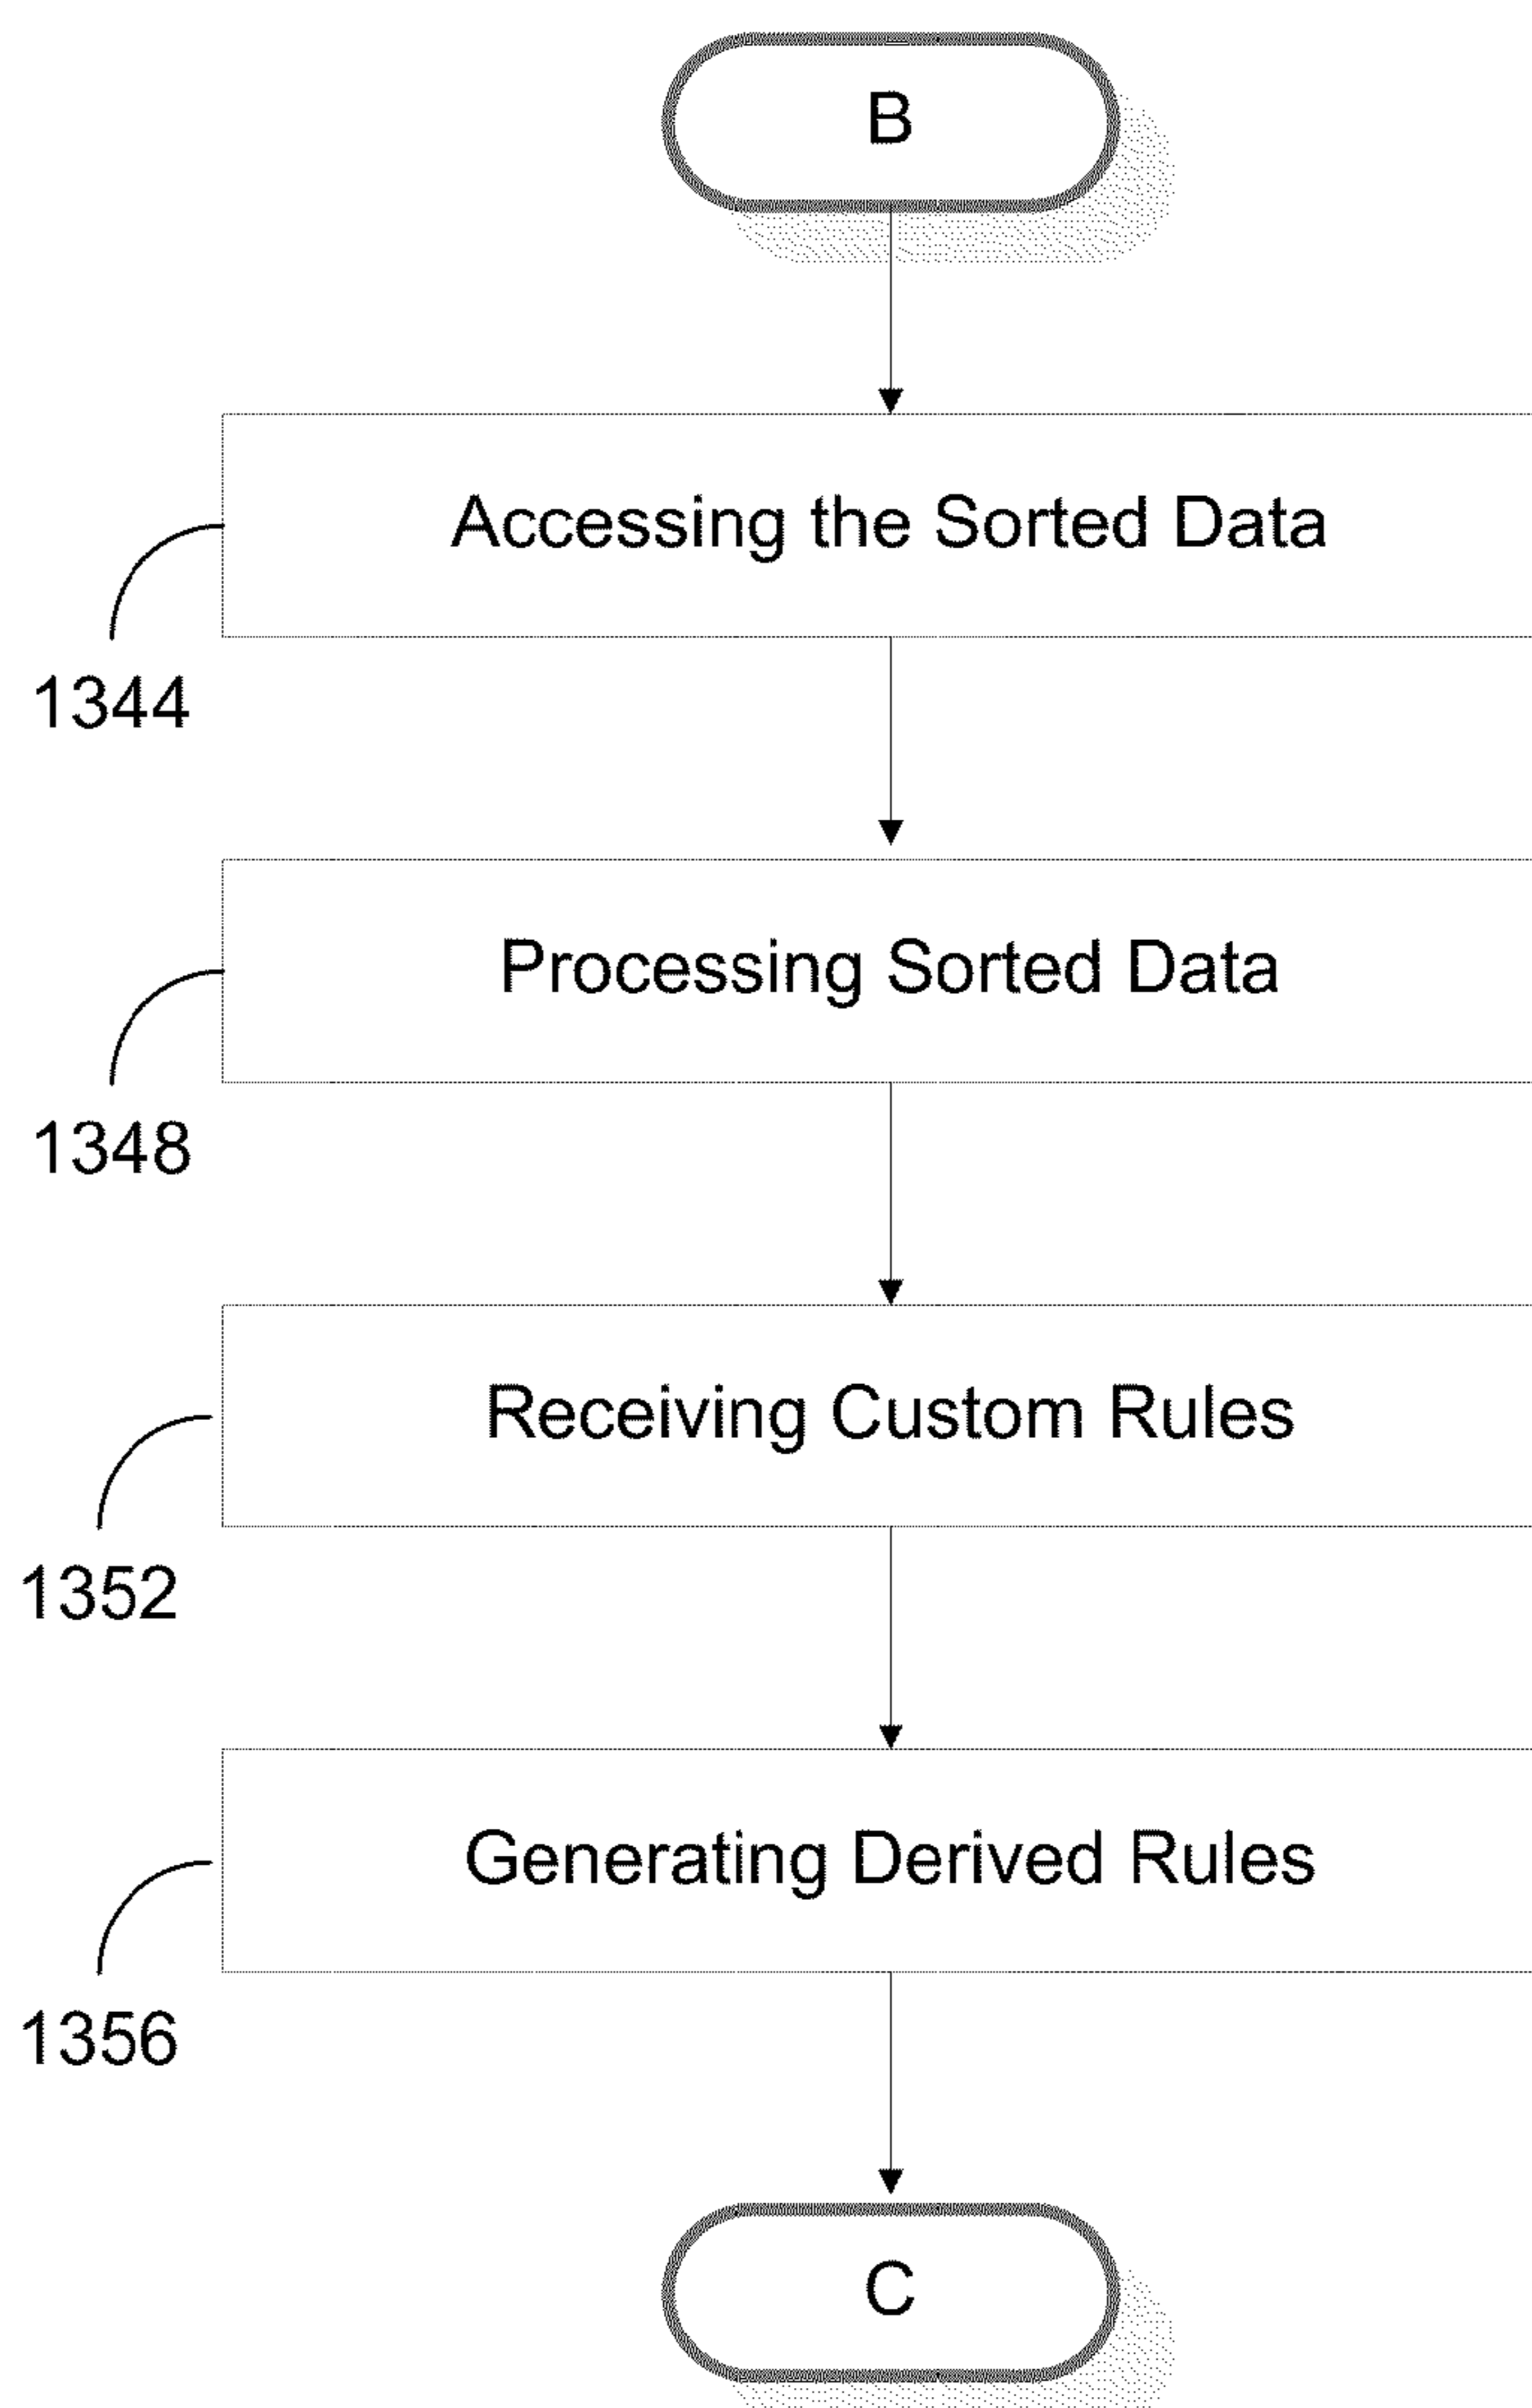 B
Accessing the Sorted Data
1344
Processing Sorted Data
1348
Receiving Custom Rules
1352
Generating Derived Rules
1356
C